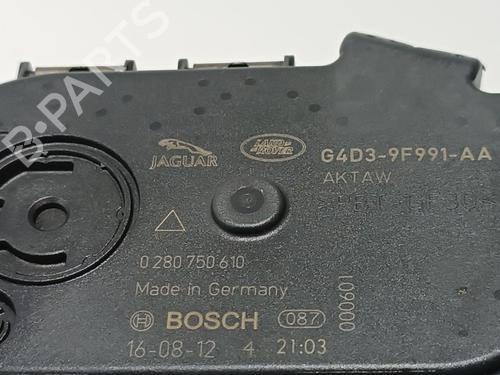 B-PARTS
JAGUAR LAND ROVER G4D3-9F991-AA
AKTAW
0 280 750 610
Made in Germany
BOSCH 087
000601
16-08-12 4 21:03